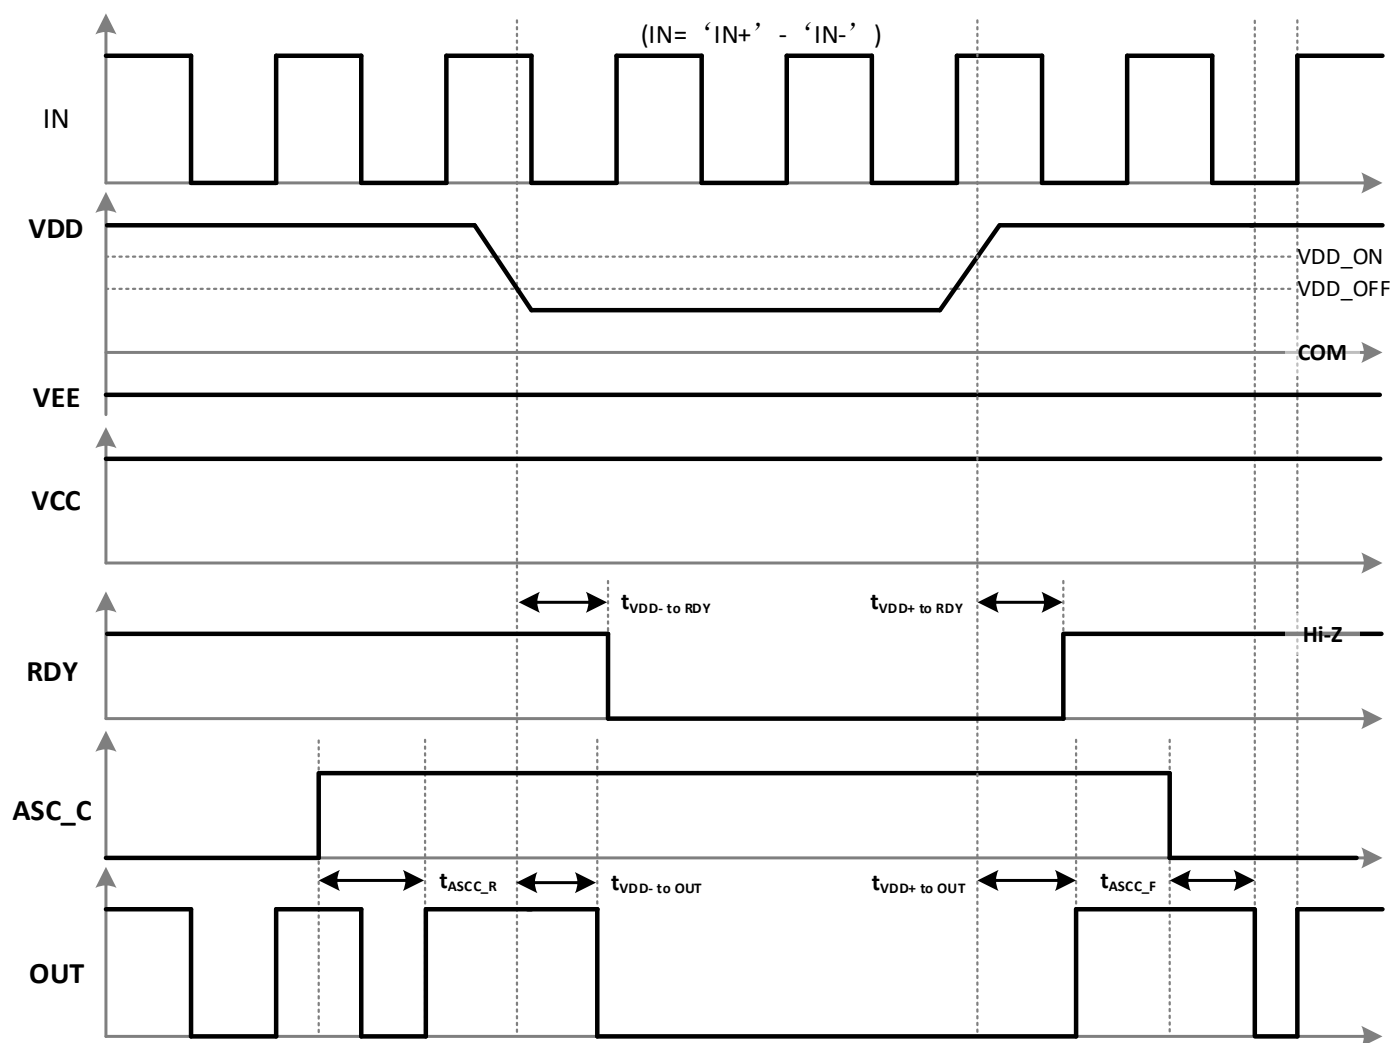 (IN= ‘IN+’ - ‘IN-’ )
IN
VDD
VDD_ON
VDD_OFF
COM
VEE
VCC
tVDD- to RDY
tVDD+ to RDY
Hi-Z
RDY
ASC_C
tASCC_R
tVDD- to OUT
tVDD+ to OUT
tASCC_F
OUT